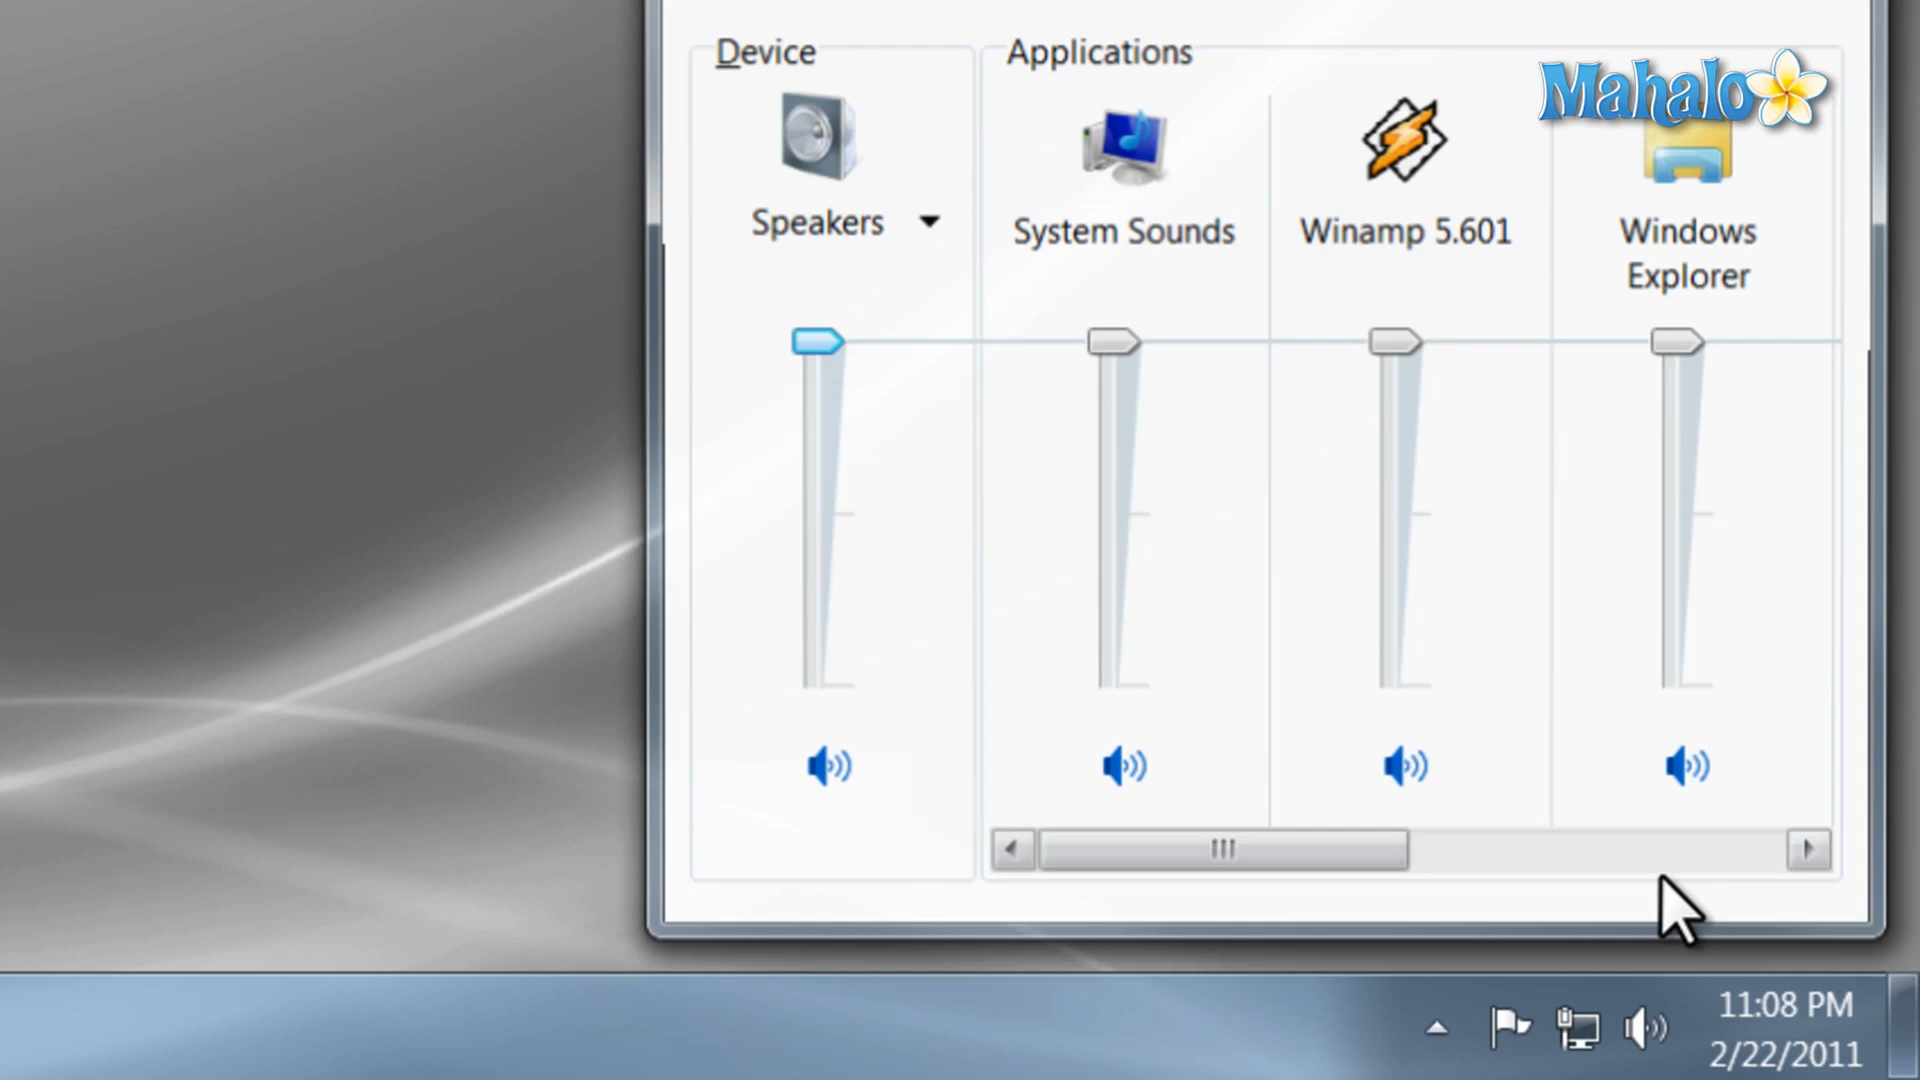 Device
Applications
Mahalo
Speakers
System Sounds
Winamp 5.601
Windows
Explorer
11:08 PM
2/22/2011